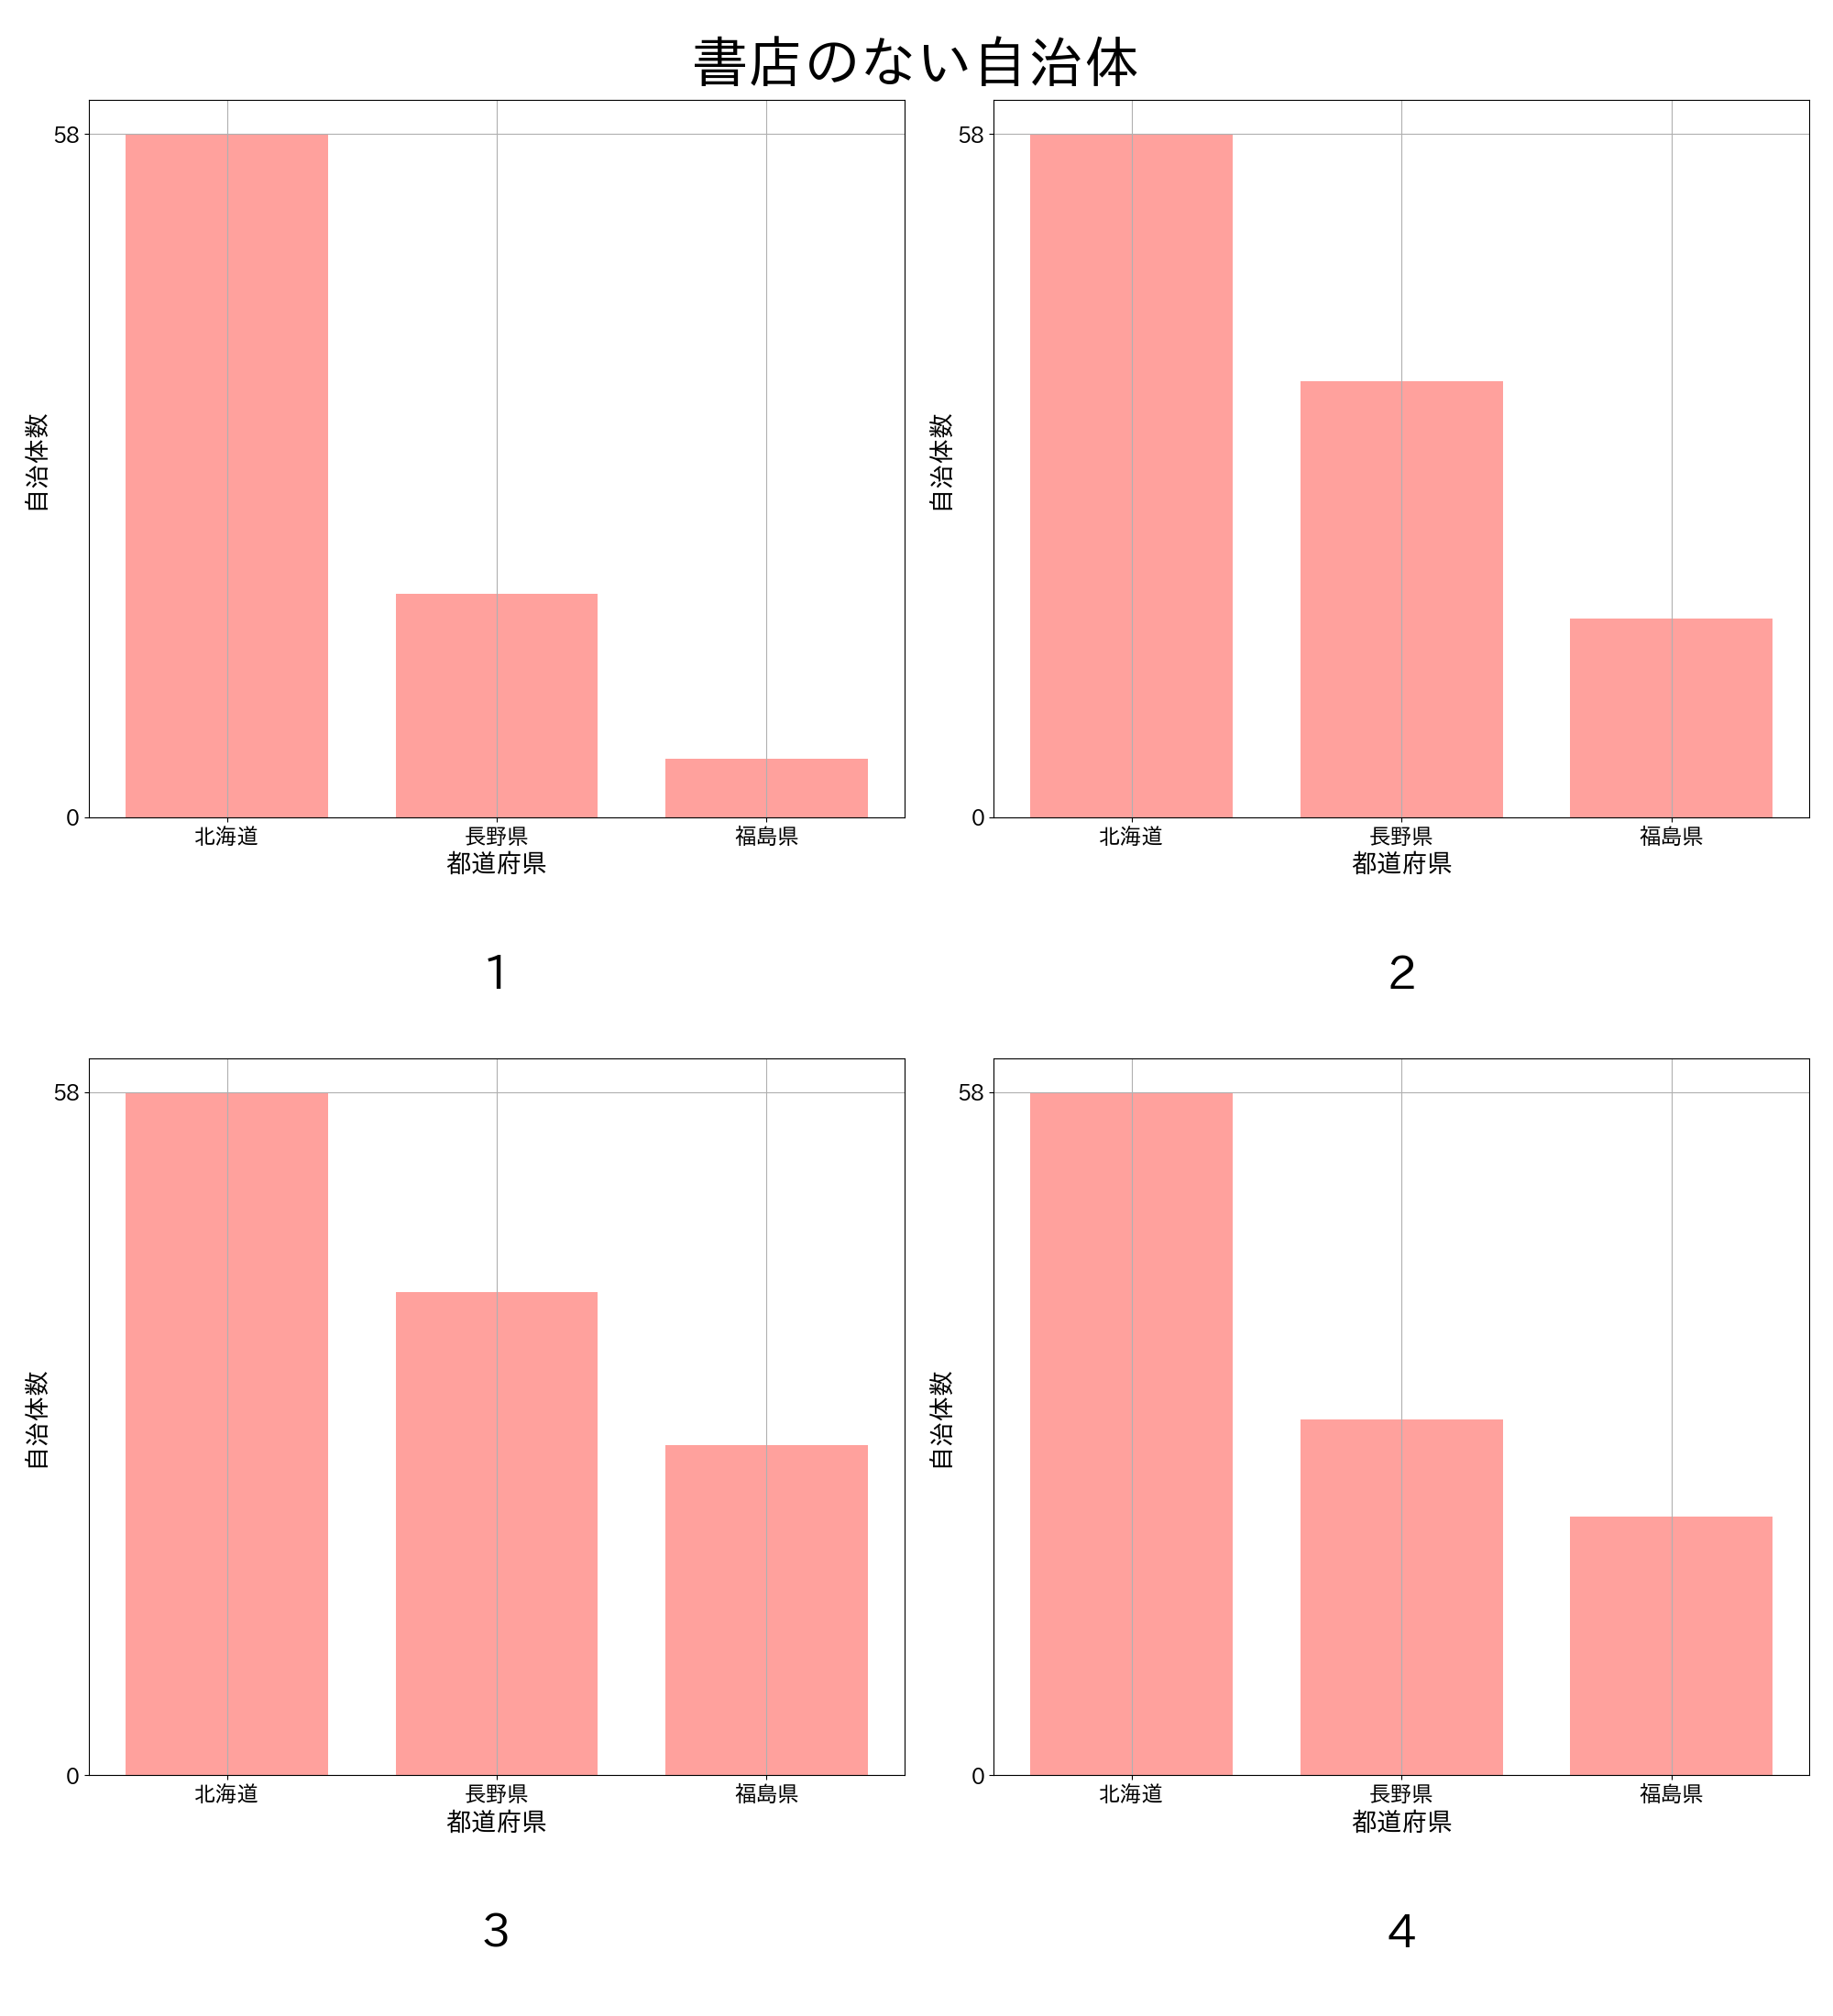 書店のない自治体
58
0
自治体数
北海道 長野県 福島県
都道府県
1
58
0
自治体数
北海道 長野県 福島県
都道府県
2
58
0
自治体数
北海道 長野県 福島県
都道府県
3
58
0
自治体数
北海道 長野県 福島県
都道府県
4